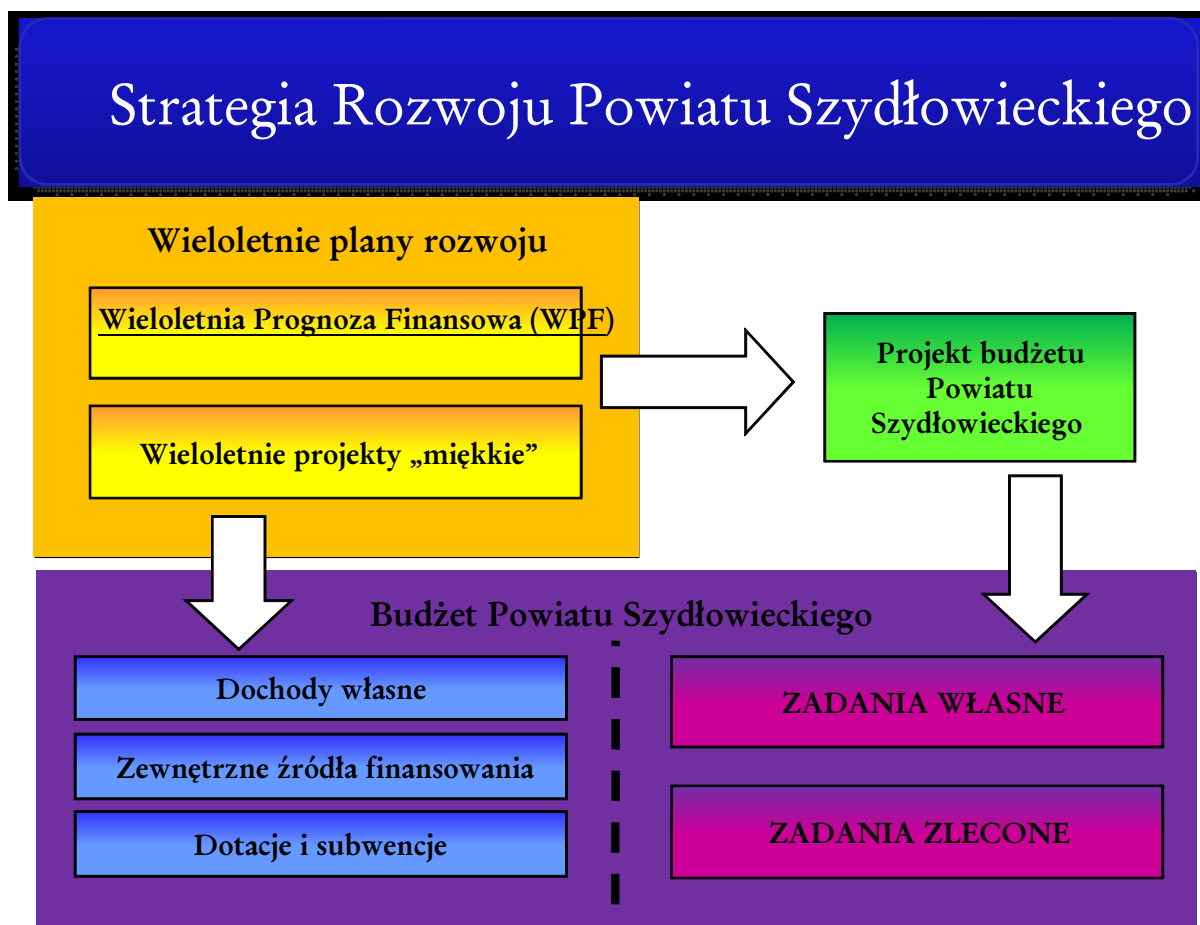 Strategia Rozwoju Powiatu Szydłowieckiego
Wieloletnie plany rozwoju
Wieloletnia Prognoza Finansowa (WPF)
Wieloletnie projekty „miękkie”
Projekt budżetu
Powiatu
Szydłowieckiego
Budżet Powiatu Szydłowieckiego
Dochody własne
Zewnętrzne źródła finansowania
Dotacje i subwencje
ZADANIA WŁASNE
ZADANIA ZLECONE